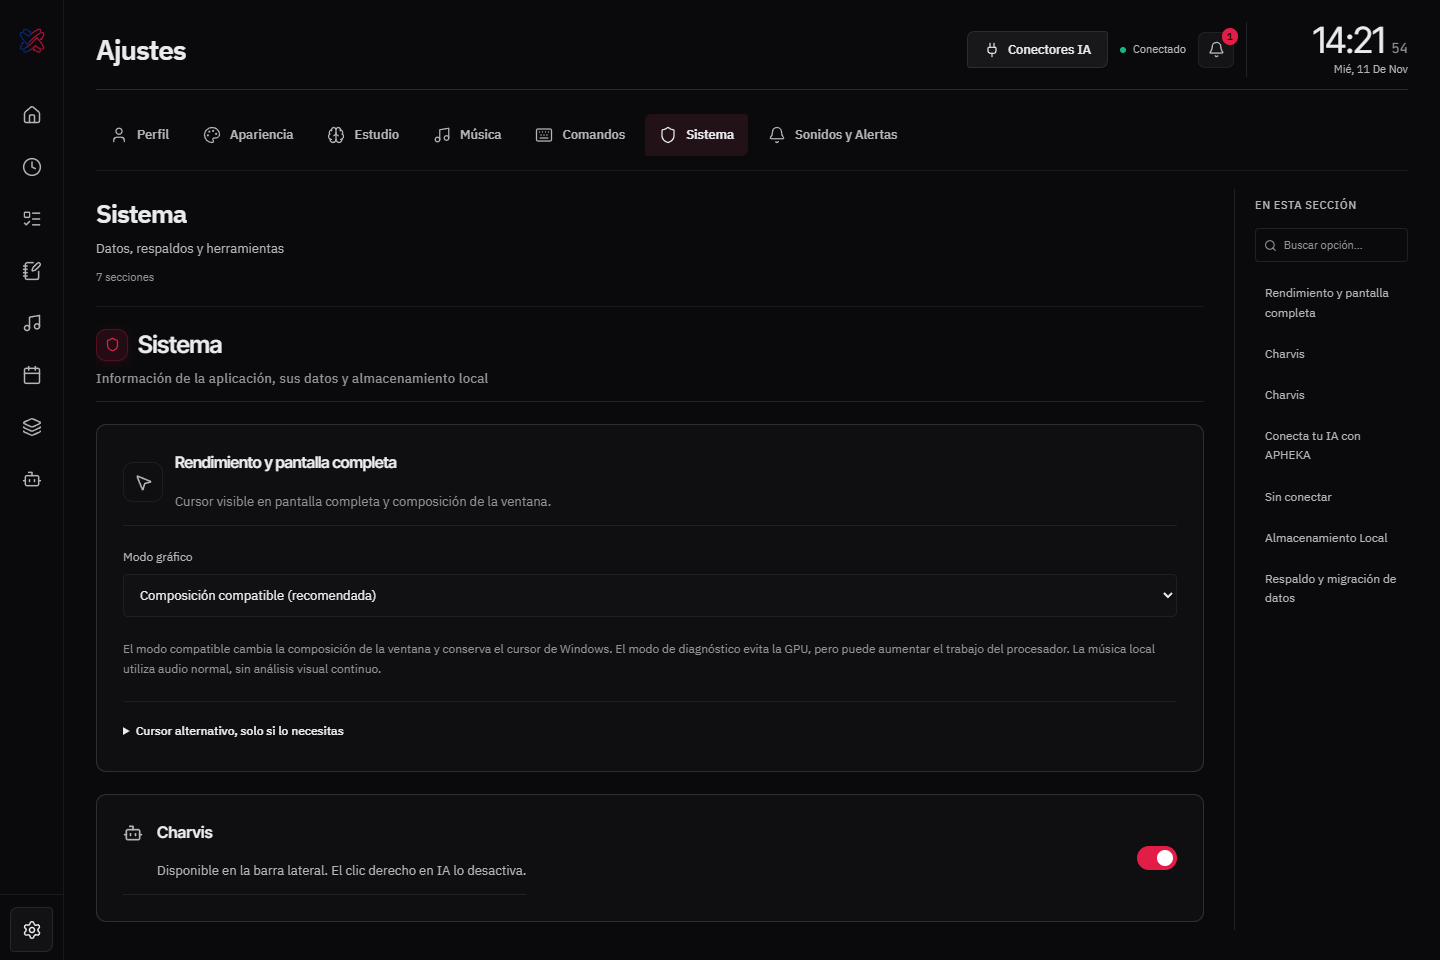 Ajustes
Conectores IA
Conectado
1
14:21 54
Mié, 11 De Nov
Perfil
Apariencia
Estudio
Música
Comandos
Sistema
Sonidos y Alertas
Sistema
Datos, respaldos y herramientas
7 secciones
Sistema
Información de la aplicación, sus datos y almacenamiento local
Rendimiento y pantalla completa
Cursor visible en pantalla completa y composición de la ventana.
Modo gráfico
Composición compatible (recomendada)
El modo compatible cambia la composición de la ventana y conserva el cursor de Windows. El modo de diagnóstico evita la GPU, pero puede aumentar el trabajo del procesador. La música local
utiliza audio normal, sin análisis visual continuo.
Cursor alternativo, solo si lo necesitas
Charvis
Disponible en la barra lateral. El clic derecho en IA lo desactiva.
EN ESTA SECCIÓN
Buscar opción...
Rendimiento y pantalla
completa
Charvis
Charvis
Conecta tu IA con
APHEKA
Sin conectar
Almacenamiento Local
Respaldo y migración de
datos